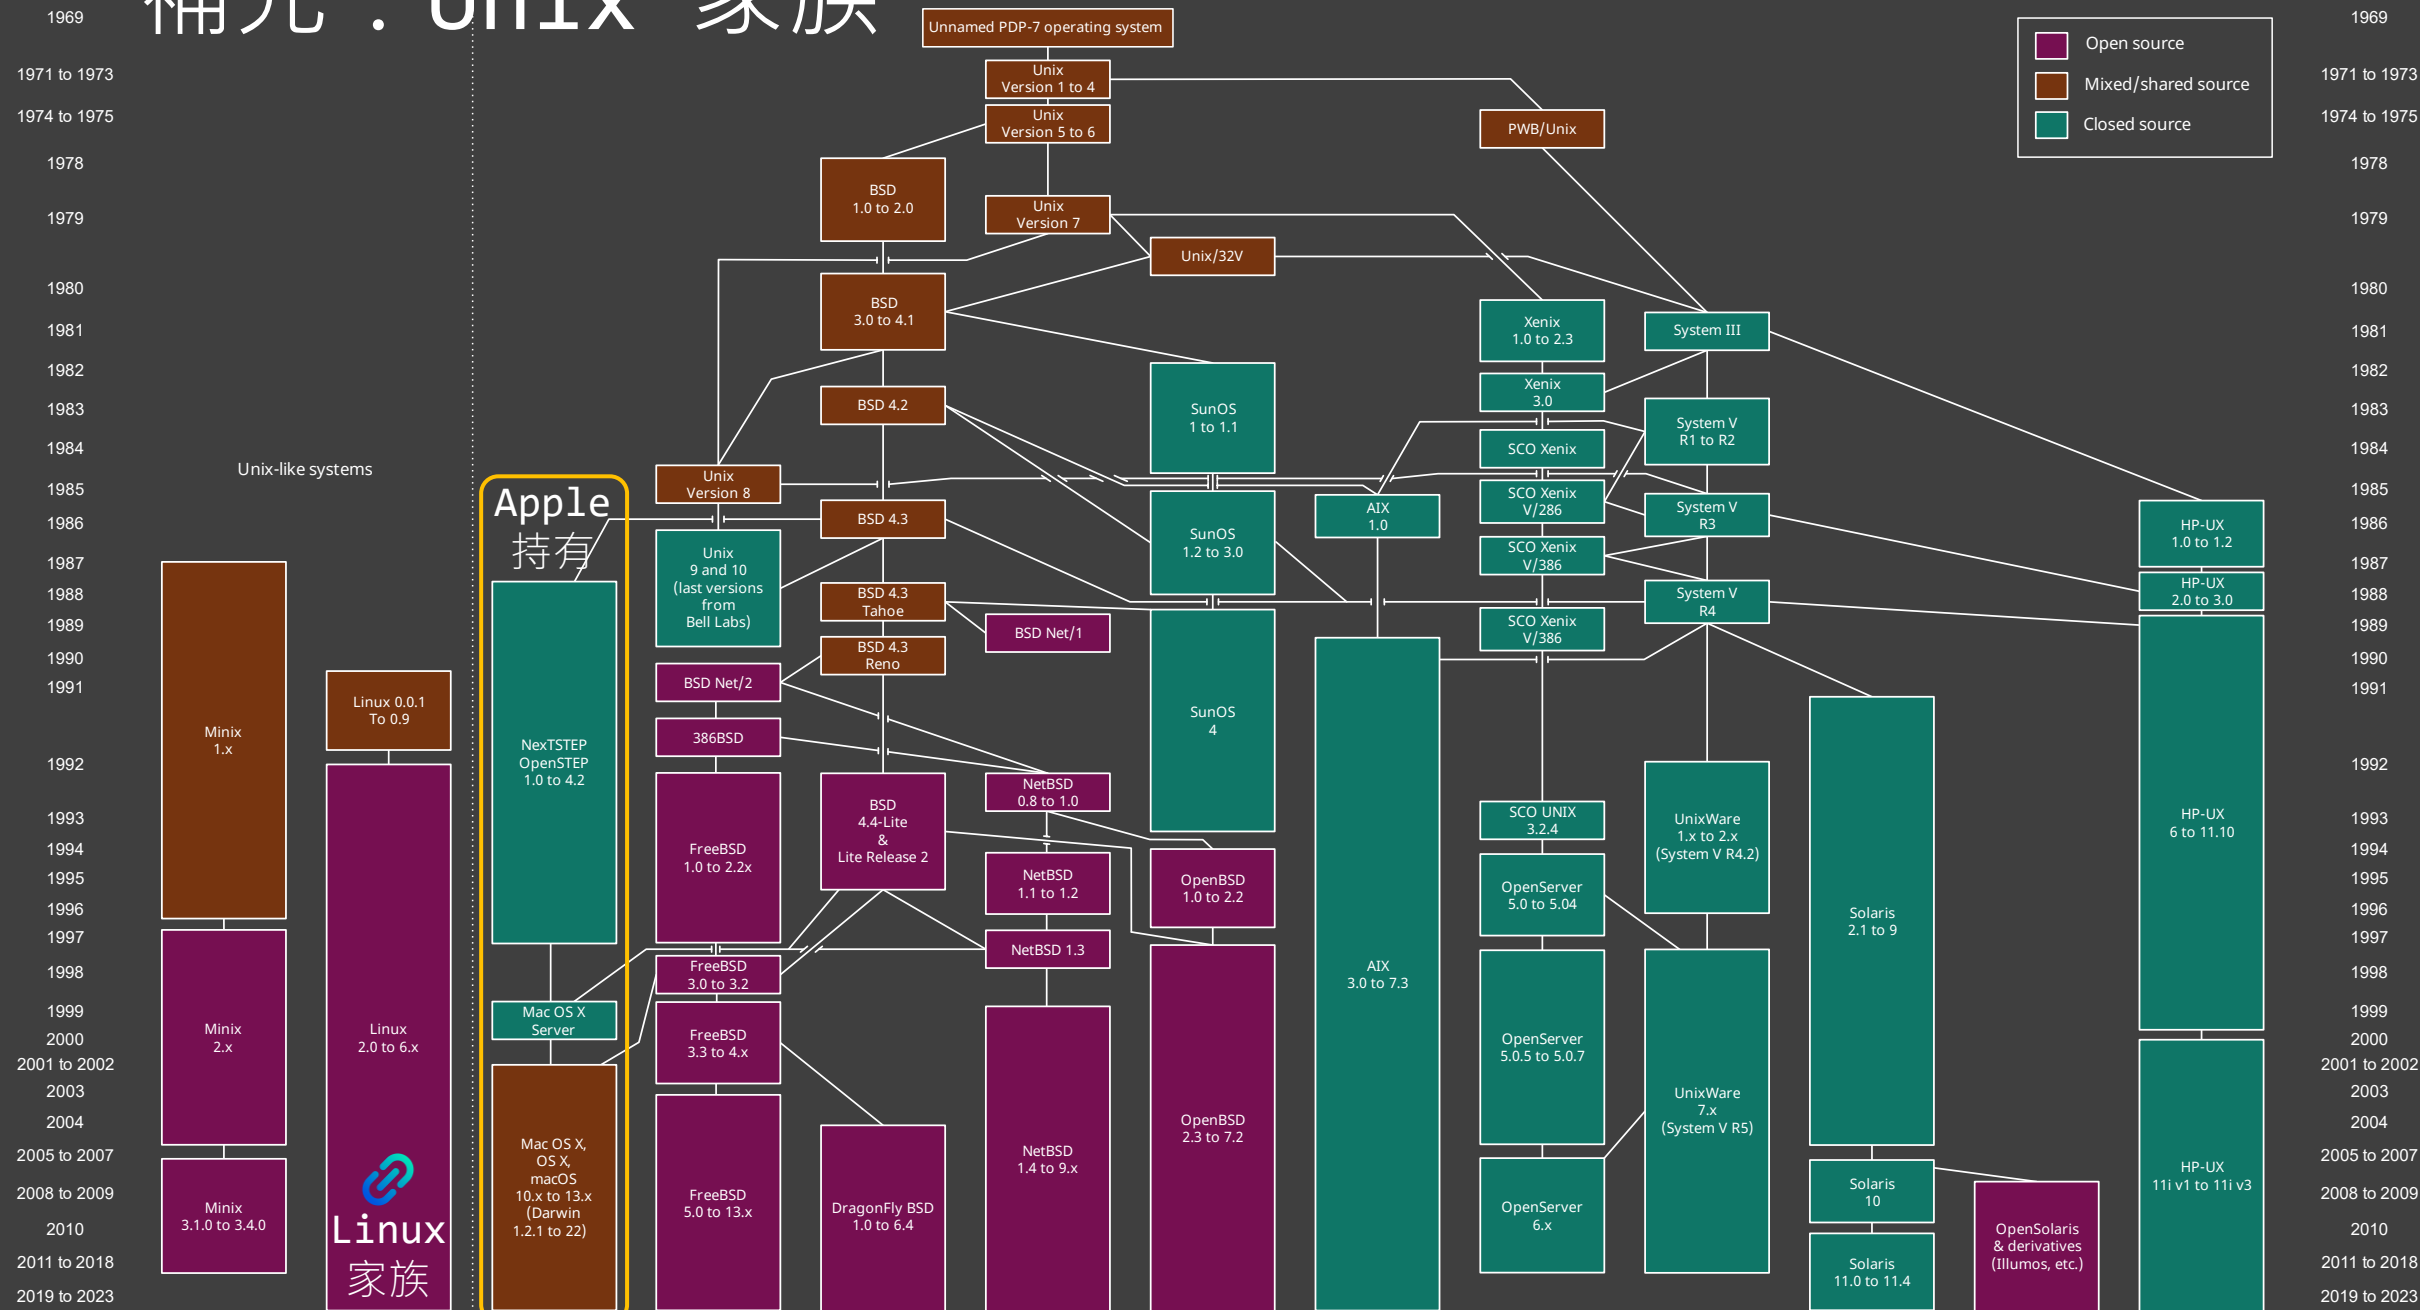 補充：Unix 家族
1969
1971 to 1973
1974 to 1975
1978
1979
1980
1981
1982
1983
1984
1985
1986
1987
1988
1989
1990
1991
1992
1993
1994
1995
1996
1997
1998
1999
2000
2001 to 2002
2003
2004
2005 to 2007
2008 to 2009
2010
2011 to 2018
2019 to 2023
Unix-like systems
Minix
1.x
Minix
2.x
Minix
3.1.0 to 3.4.0
Linux 0.0.1
To 0.9
Linux
2.0 to 6.x
Linux
家族
Apple
持有
NexTSTEP
OpenSTEP
1.0 to 4.2
Mac OS X
Server
Mac OS X,
OS X,
macOS
10.x to 13.x
(Darwin
1.2.1 to 22)
Unix
Version 8
Unix
9 and 10
(last versions
from
Bell Labs)
BSD Net/2
386BSD
FreeBSD
1.0 to 2.2x
FreeBSD
3.0 to 3.2
FreeBSD
3.3 to 4.x
FreeBSD
5.0 to 13.x
BSD
1.0 to 2.0
BSD
3.0 to 4.1
BSD 4.2
BSD 4.3
BSD 4.3
Tahoe
BSD 4.3
Reno
BSD
4.4-Lite
&
Lite Release 2
DragonFly BSD
1.0 to 6.4
Unnamed PDP-7 operating system
Unix
Version 1 to 4
Unix
Version 5 to 6
Unix
Version 7
BSD Net/1
NetBSD
0.8 to 1.0
NetBSD
1.1 to 1.2
NetBSD 1.3
NetBSD
1.4 to 9.x
Unix/32V
SunOS
1 to 1.1
SunOS
1.2 to 3.0
SunOS
4
OpenBSD
1.0 to 2.2
OpenBSD
2.3 to 7.2
AIX
1.0
AIX
3.0 to 7.3
PWB/Unix
Xenix
1.0 to 2.3
Xenix
3.0
SCO Xenix
SCO Xenix
V/286
SCO Xenix
V/386
SCO Xenix
V/386
SCO UNIX
3.2.4
OpenServer
5.0 to 5.04
OpenServer
5.0.5 to 5.0.7
OpenServer
6.x
System III
System V
R1 to R2
System V
R3
System V
R4
UnixWare
1.x to 2.x
(System V R4.2)
UnixWare
7.x
(System V R5)
Solaris
2.1 to 9
Solaris
10
Solaris
11.0 to 11.4
OpenSolaris
& derivatives
(Illumos, etc.)
HP-UX
1.0 to 1.2
HP-UX
2.0 to 3.0
HP-UX
6 to 11.10
HP-UX
11i v1 to 11i v3
Open source
Mixed/shared source
Closed source
1969
1971 to 1973
1974 to 1975
1978
1979
1980
1981
1982
1983
1984
1985
1986
1987
1988
1989
1990
1991
1992
1993
1994
1995
1996
1997
1998
1999
2000
2001 to 2002
2003
2004
2005 to 2007
2008 to 2009
2010
2011 to 2018
2019 to 2023